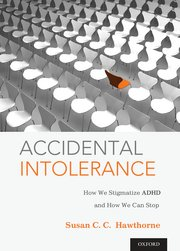 ACCIDENTAL
INTOLERANCE
How We Stigmatize ADHD
and How We Can Stop
Susan C. C. Hawthorne
OXFORD